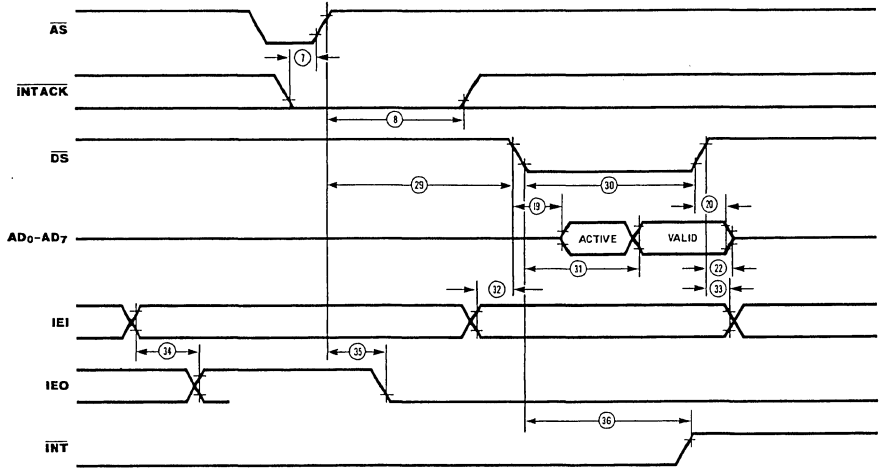 AS
7
INTACK
8
DS
29
30
19
20
AD0-AD7
ACTIVE
VALID
31
22
32
33
IEI
34
35
IEO
36
INT